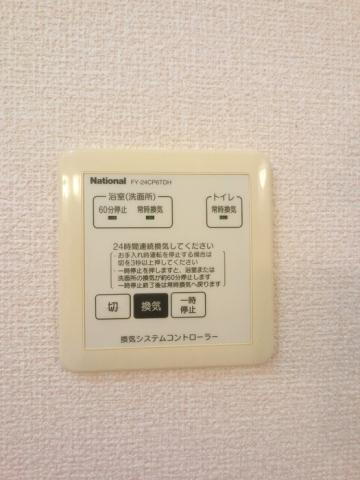 National FY-24CP6TDH
浴室(洗面所) トイレ
60分停止 常時換気 常時換気
24時間連続換気してください
・お手入れ時運転を停止する場合は
切を3秒以上押してください
・一時停止を押しますと、浴室または
洗面所の換気が約60分停止します
一時停止終了後は常時換気へ戻ります
切 換気 一時停止
換気システムコントローラー